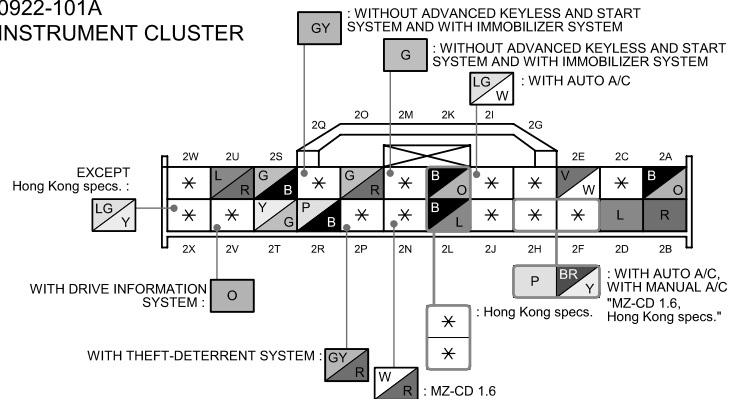 0922-101A
INSTRUMENT CLUSTER
GY : WITHOUT ADVANCED KEYLESS AND START
SYSTEM AND WITH IMMOBILIZER SYSTEM
G : WITHOUT ADVANCED KEYLESS AND START
SYSTEM AND WITH IMMOBILIZER SYSTEM
LG W : WITH AUTO A/C
2Q 2O 2M 2K 2I 2G
2W 2U 2S 2E 2C 2A
EXCEPT
Hong Kong specs. :
LG Y
* L R G B * G R * B O * * V W * B O
* * Y G P B * * B L * * * L R
2X 2V 2T 2R 2P 2N 2L 2J 2H 2F 2D 2B
WITH DRIVE INFORMATION
SYSTEM :
O
P BR Y : WITH AUTO A/C,
WITH MANUAL A/C
"MZ-CD 1.6,
Hong Kong specs."
* : Hong Kong specs.
*
WITH THEFT-DETERRENT SYSTEM : GY R
W R : MZ-CD 1.6